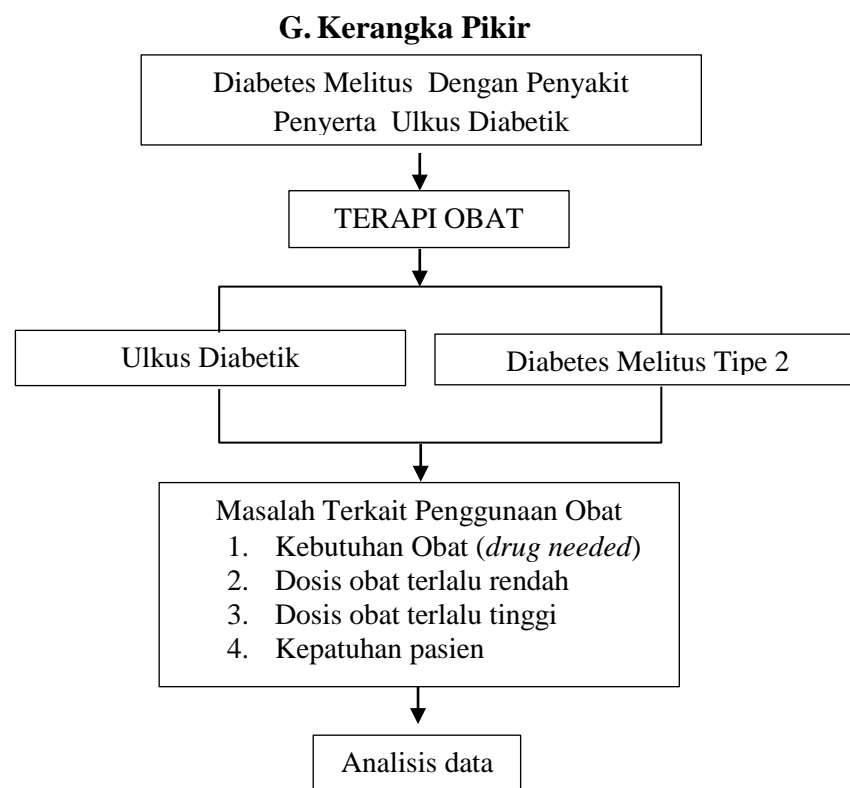 G. Kerangka Pikir
Diabetes Melitus Dengan Penyakit
Penyerta Ulkus Diabetik
TERAPI OBAT
Ulkus Diabetik
Diabetes Melitus Tipe 2
Masalah Terkait Penggunaan Obat
1. Kebutuhan Obat (drug needed)
2. Dosis obat terlalu rendah
3. Dosis obat terlalu tinggi
4. Kepatuhan pasien
Analisis data